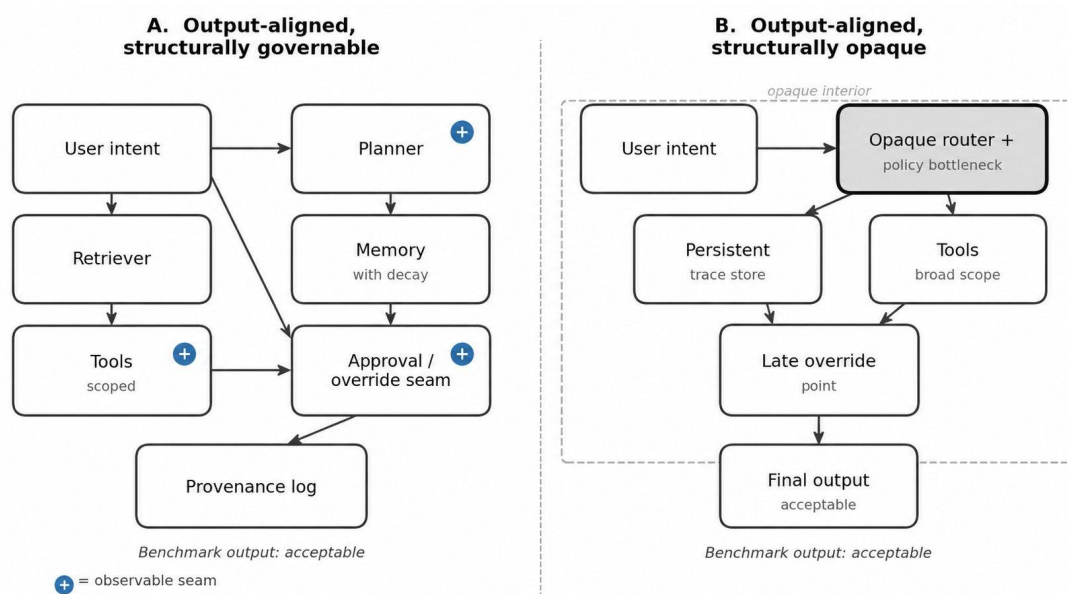 A. Output-aligned,
structurally governable
User intent
Planner
+
Retriever
Memory
with decay
Tools
scoped
+
Approval /
override seam
+
Provenance log
Benchmark output: acceptable
+ = observable seam
B. Output-aligned,
structurally opaque
opaque interior
User intent
Opaque router +
policy bottleneck
Persistent
trace store
Tools
broad scope
Late override
point
Final output
acceptable
Benchmark output: acceptable